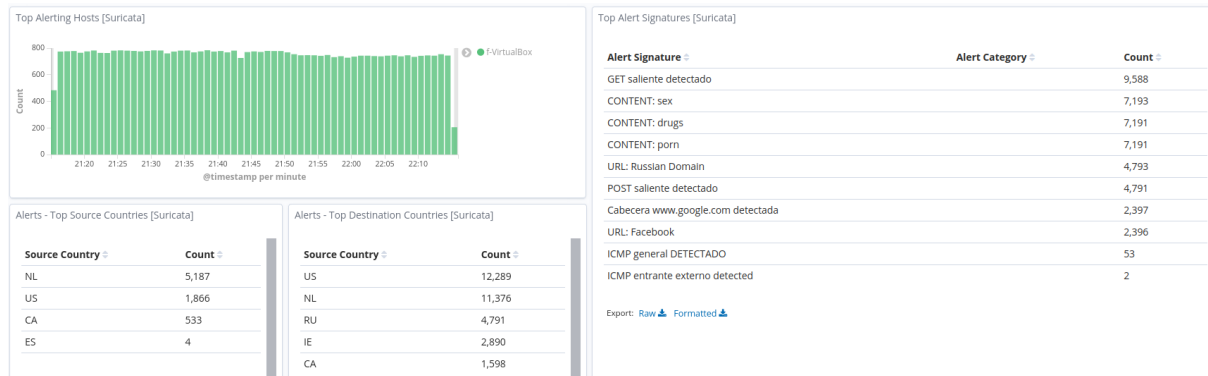 Top Alerting Hosts [Suricata]
800
600
400
200
0
Count
21:20 21:25 21:30 21:35 21:40 21:45 21:50 21:55 22:00 22:05 22:10
@timestamp per minute
f-VirtualBox
Alerts - Top Source Countries [Suricata]
Source Country Count
NL 5,187
US 1,866
CA 533
ES 4
Alerts - Top Destination Countries [Suricata]
Source Country Count
US 12,289
NL 11,376
RU 4,791
IE 2,890
CA 1,598
Top Alert Signatures [Suricata]
Alert Signature Alert Category Count
GET saliente detectado 9,588
CONTENT: sex 7,193
CONTENT: drugs 7,191
CONTENT: porn 7,191
URL: Russian Domain 4,793
POST saliente detectado 4,791
Cabecera www.google.com detectada 2,397
URL: Facebook 2,396
ICMP general DETECTADO 53
ICMP entrante externo detected 2
Export: Raw Formatted